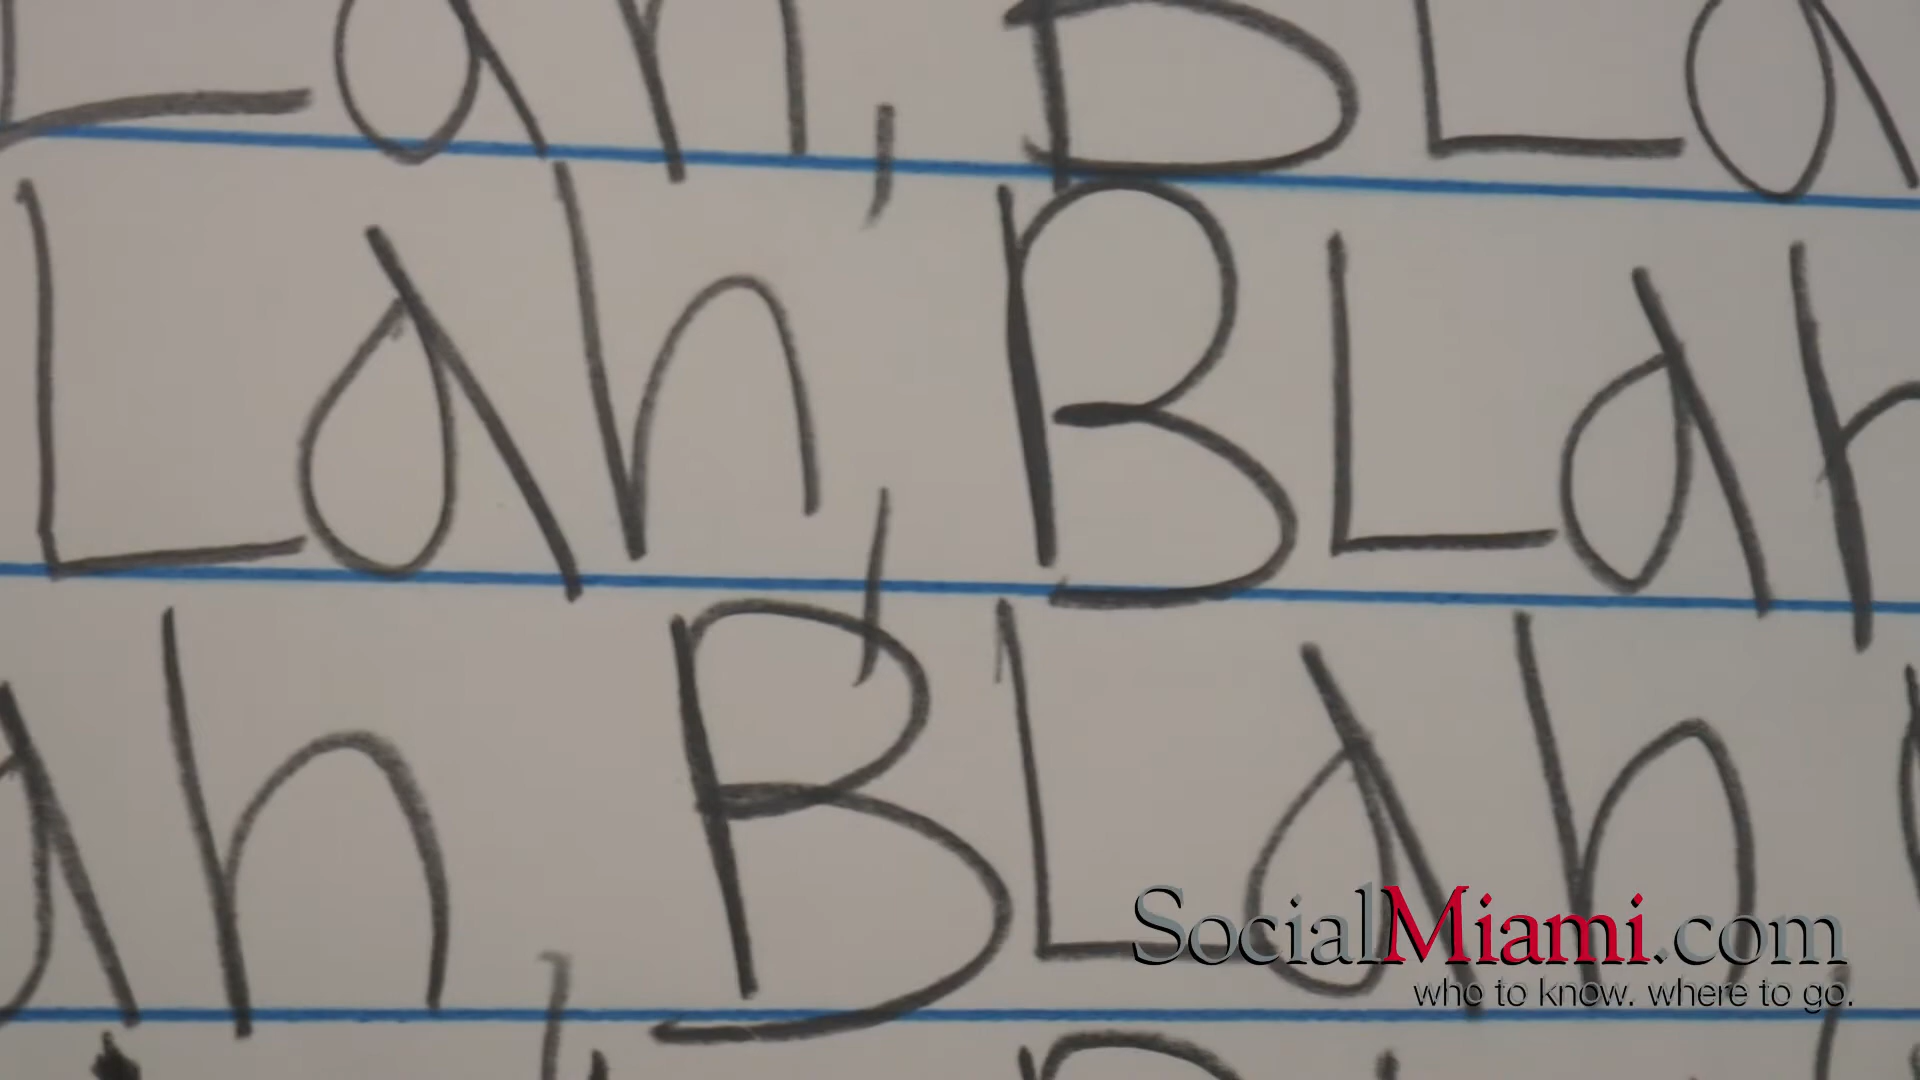 Lah, BLa
Lah, BLah
ah, BLah
SocialMiami.com
who to know. where to go.